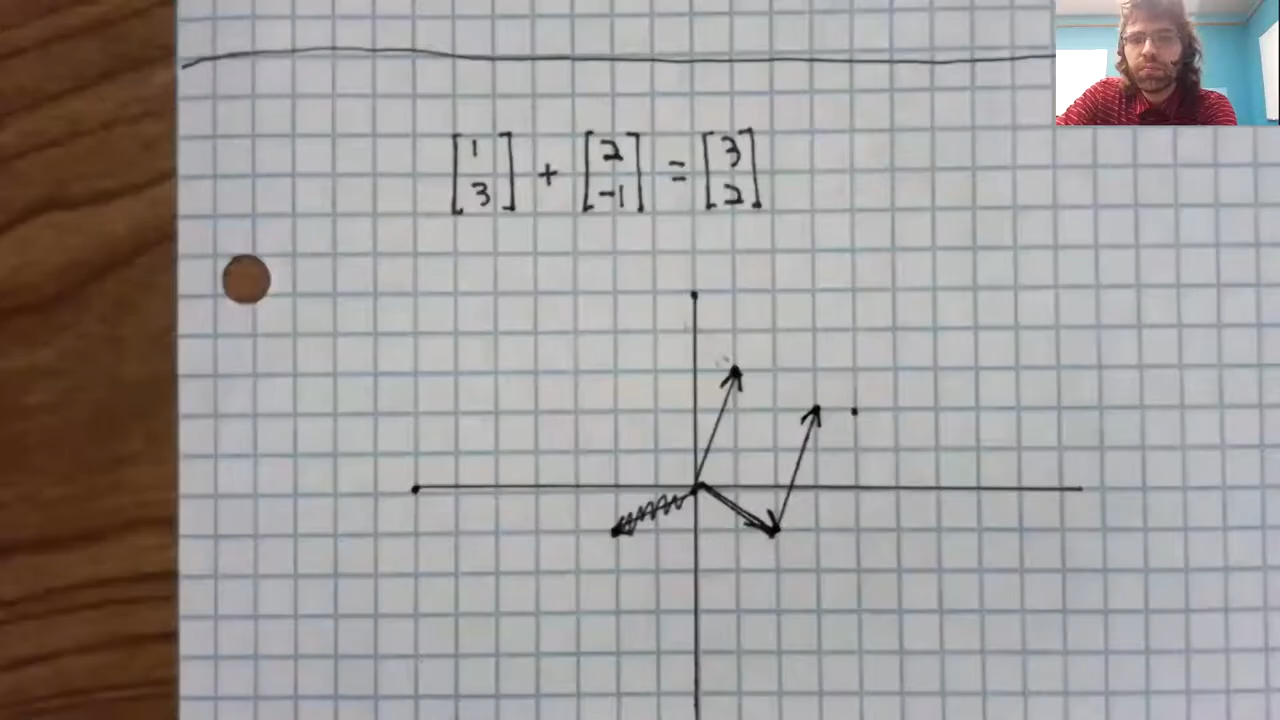 [1 3] + [2 -1] = [3 2]